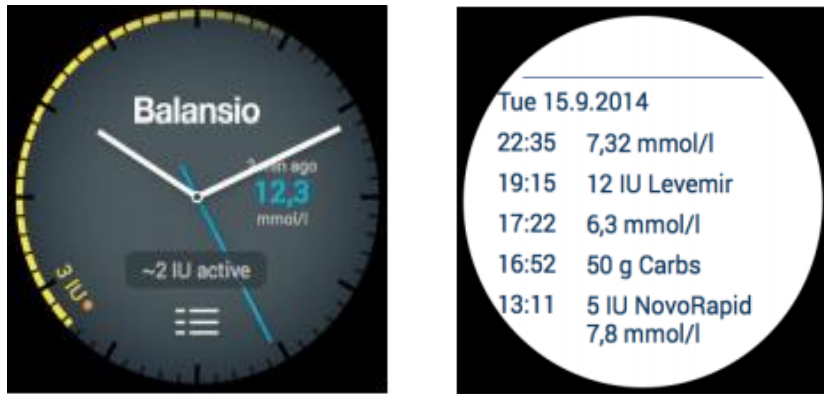 Balansio
min ago
12,3
mmol/l
~2 IU active
3 IU
Tue 15.9.2014
22:35 7,32 mmol/l
19:15 12 IU Levemir
17:22 6,3 mmol/l
16:52 50 g Carbs
13:11 5 IU NovoRapid
7,8 mmol/l